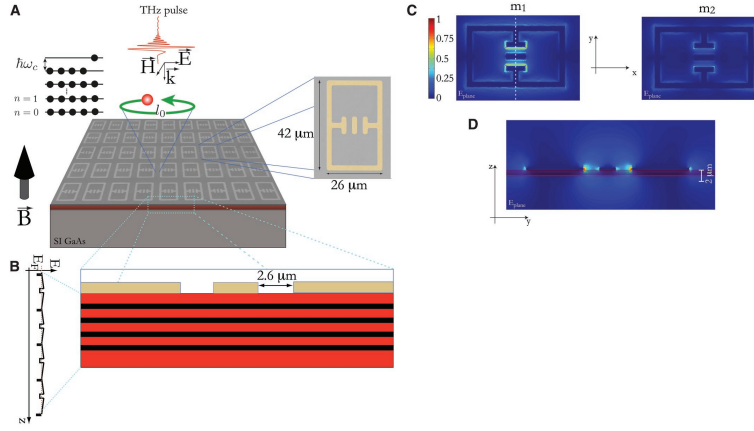 A
THz pulse
ħω_c
H
E
k
n = 1
n = 0
l_0
42 μm
26 μm
B
SI GaAs
B
E_F
E
z
2.6 μm
C
m_1
m_2
1
0.75
0.5
0.25
0
y
x
E_plane
E_plane
D
z
y
2 μm
E_plane